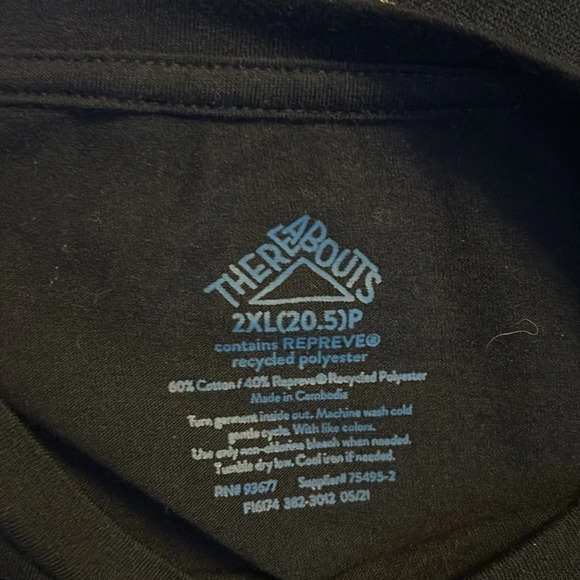 THEREABOUTS
2XL(20.5)P
contains REPREVE®
recycled polyester
60% Cotton / 40% Repreve® Recycled Polyester
Made in Cambodia
Turn garment inside out. Machine wash cold
gentle cycle. With like colors.
Use only non-chlorine bleach when needed.
Tumble dry low. Cool iron if needed.
RN# 93677 Supplier# 75495-2
F16174 382-3012 05/21